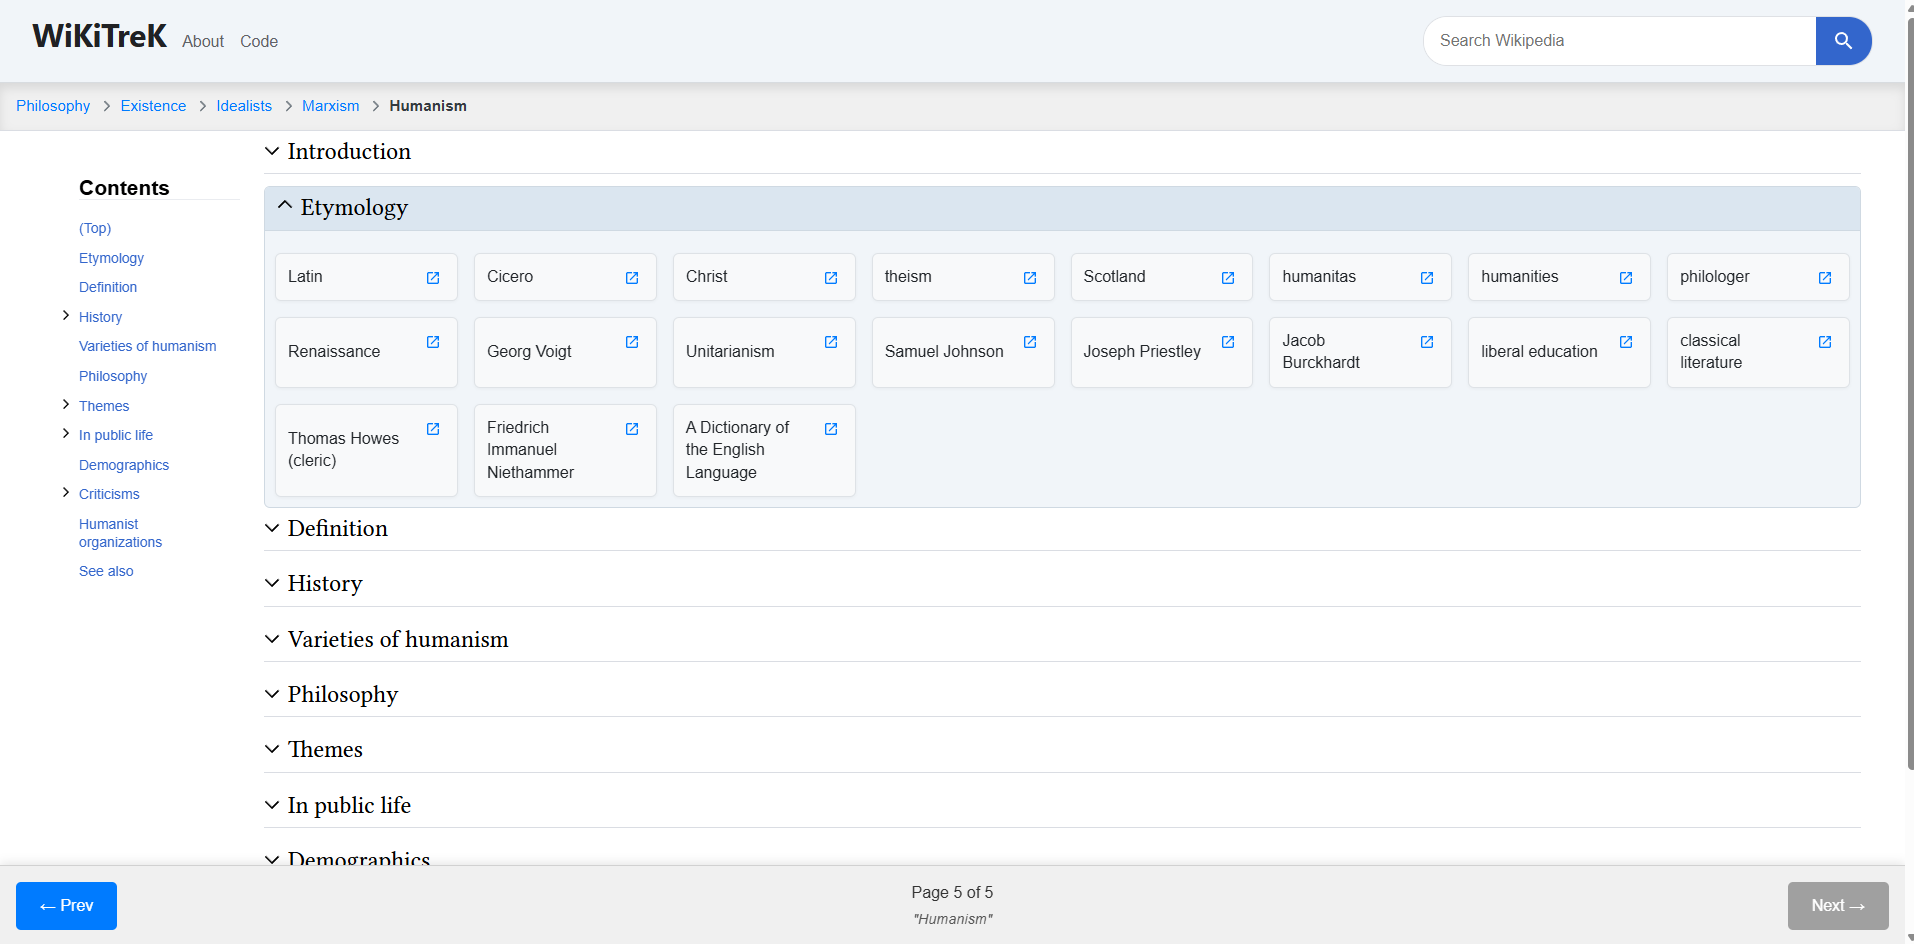 WiKiTreK About Code
Search Wikipedia
Philosophy Existence Idealists Marxism Humanism
Contents
(Top)
Etymology
Definition
History
Varieties of humanism
Philosophy
Themes
In public life
Demographics
Criticisms
Humanist
organizations
See also
Introduction
Etymology
Latin
Cicero
Christ
theism
Scotland
humanitas
humanities
philologer
Renaissance
Georg Voigt
Unitarianism
Samuel Johnson
Joseph Priestley
Jacob
Burckhardt
liberal education
classical
literature
Thomas Howes
(cleric)
Friedrich
Immanuel
Niethammer
A Dictionary of
the English
Language
Definition
History
Varieties of humanism
Philosophy
Themes
In public life
Demographics
← Prev
Page 5 of 5
"Humanism"
Next →